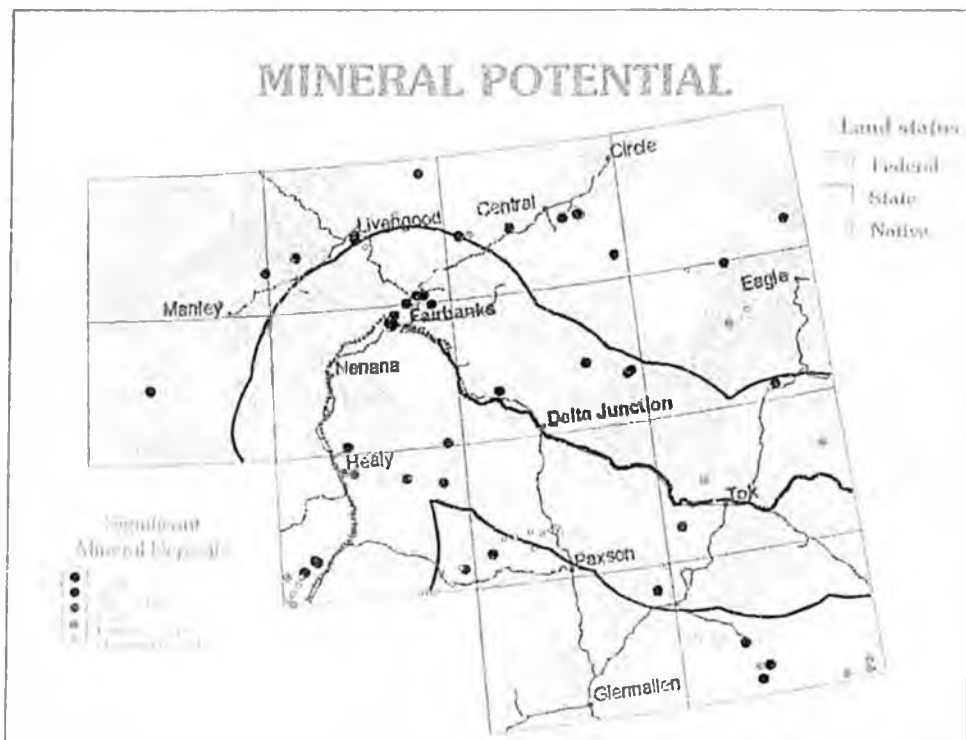 MINERAL POTENTIAL
Land status
Federal
State
Native
Circle
Central
Livengood
Eagle
Manley
Fairbanks
Nenana
Delta Junction
Healy
Tok
Significant
Mineral Deposits
Paxson
Glennallen